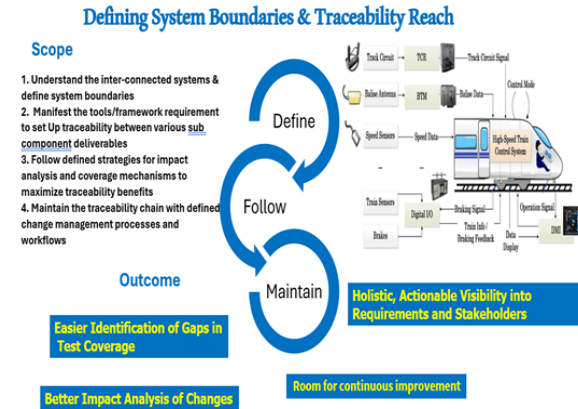 Defining System Boundaries & Traceability Reach
Scope
1. Understand the inter-connected systems &
define system boundaries
2. Manifest the tools/framework requirement
to set Up traceability between various sub
component deliverables
3. Follow defined strategies for impact
analysis and coverage mechanisms to
maximize traceability benefits
4. Maintain the traceability chain with defined
change management processes and
workflows
Define
Follow
Maintain
Track Circuit
TCR
Track Circuit Signal
Control Mode
Balise Antenna
BTM
Balise Data
Speed Sensors
Speed Data
High-Speed Train
Control System
Train Sensors
Digital I/O
Brakes
Braking Signal
Train Info /
Braking Feedback
Operation Signal
Data
Display
DMI
Outcome
Easier Identification of Gaps in
Test Coverage
Holistic, Actionable Visibility into
Requirements and Stakeholders
Better Impact Analysis of Changes
Room for continuous improvement